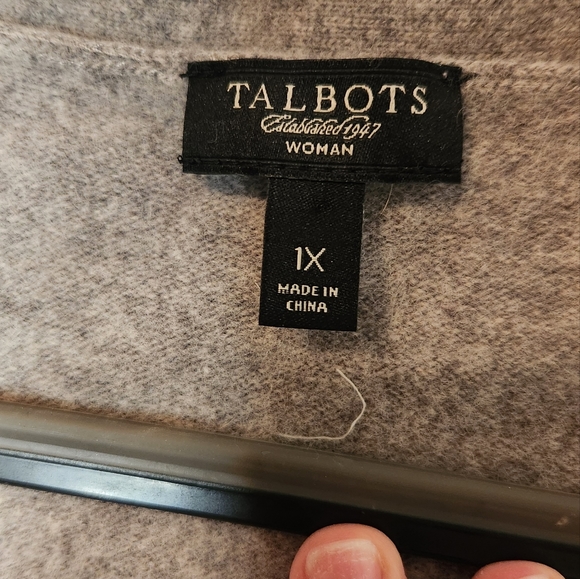 TALBOTS
Established 1947
WOMAN
1X
MADE IN
CHINA